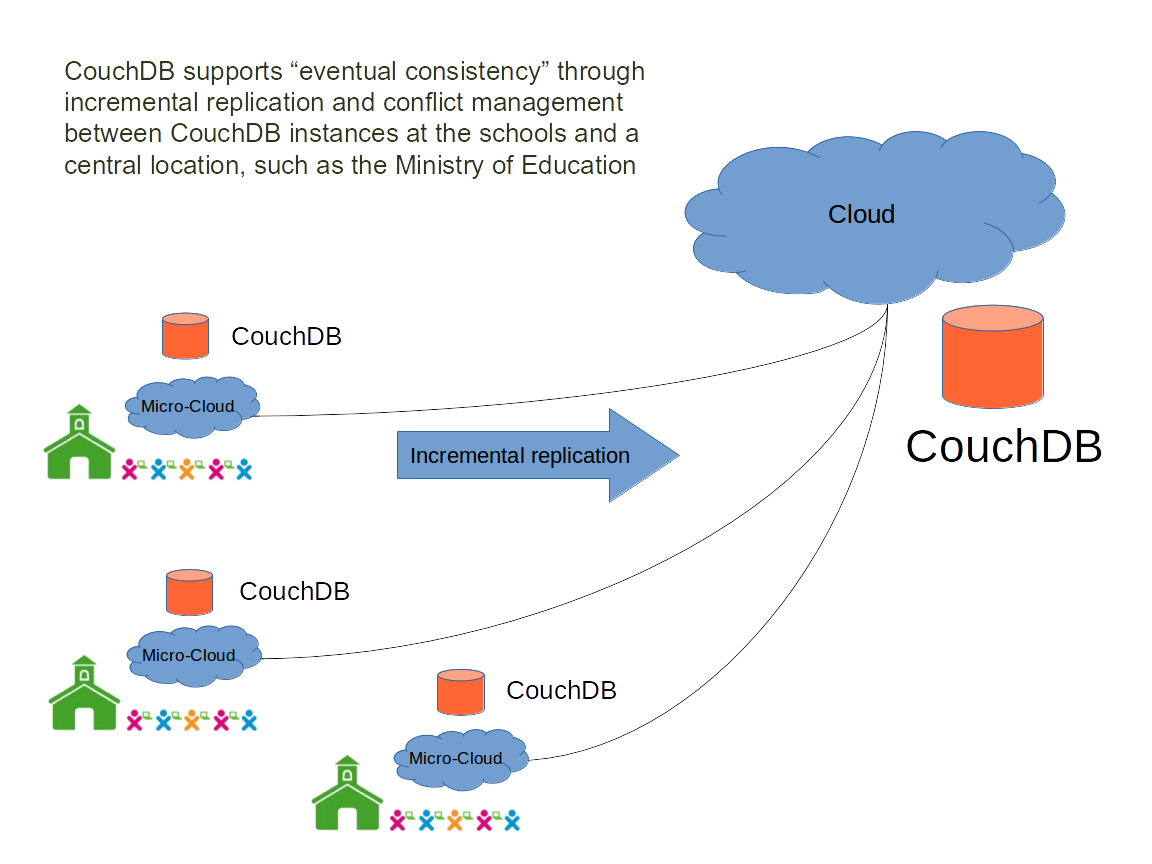 CouchDB supports “eventual consistency” through
incremental replication and conflict management
between CouchDB instances at the schools and a
central location, such as the Ministry of Education
Cloud
CouchDB
Micro-Cloud
Incremental replication
CouchDB
CouchDB
Micro-Cloud
CouchDB
Micro-Cloud